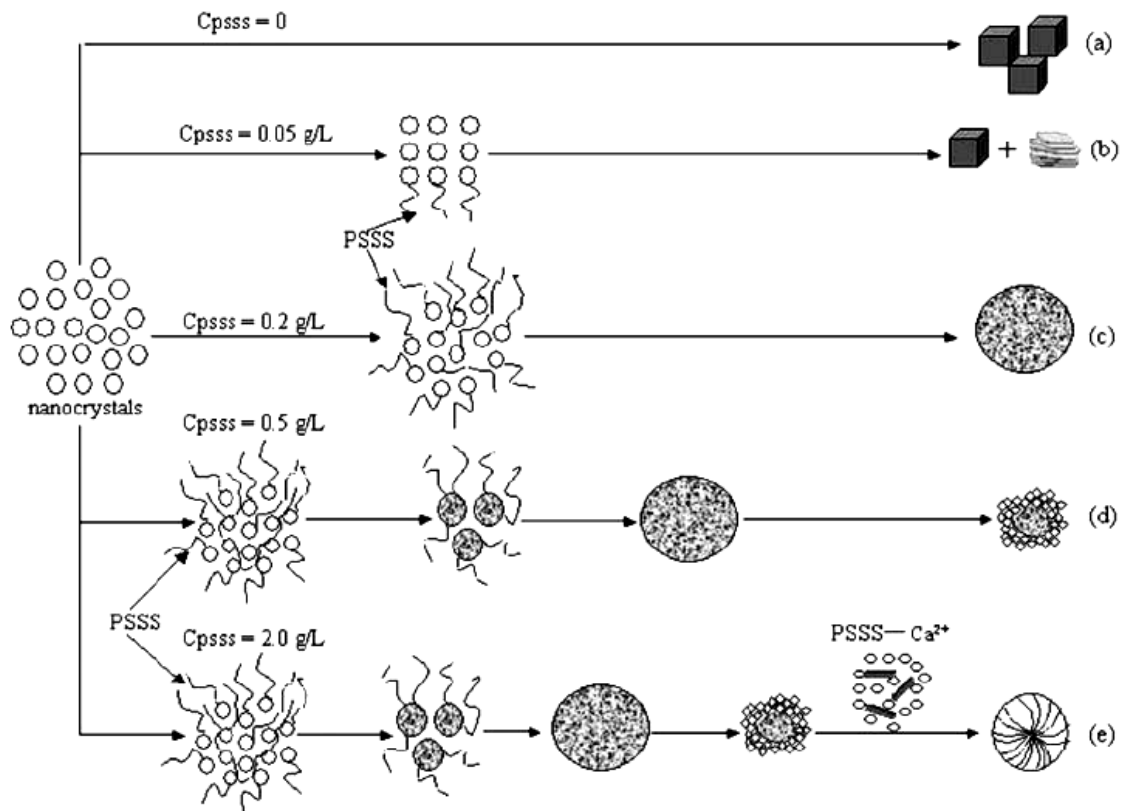 Cpsss = 0
(a)
Cpsss = 0.05 g/L
+
(b)
PSSS
Cpsss = 0.2 g/L
(c)
nanocrystals
Cpsss = 0.5 g/L
(d)
PSSS
Cpsss = 2.0 g/L
PSSS— Ca²⁺
(e)